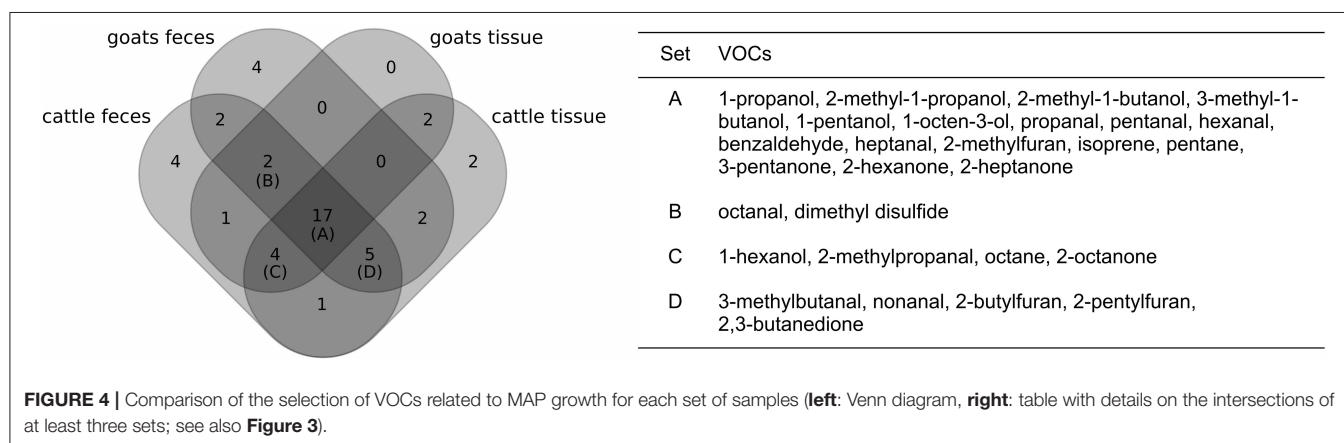 goats feces
goats tissue
cattle feces
cattle tissue
4
0
2
0
2
4
2
(B)
0
2
1
17
(A)
2
4
(C)
5
(D)
1
Set VOCs
A 1-propanol, 2-methyl-1-propanol, 2-methyl-1-butanol, 3-methyl-1-
butanol, 1-pentanol, 1-octen-3-ol, propanal, pentanal, hexanal,
benzaldehyde, heptanal, 2-methylfuran, isoprene, pentane,
3-pentanone, 2-hexanone, 2-heptanone
B octanal, dimethyl disulfide
C 1-hexanol, 2-methylpropanal, octane, 2-octanone
D 3-methylbutanal, nonanal, 2-butylfuran, 2-pentylfuran,
2,3-butanedione
FIGURE 4 | Comparison of the selection of VOCs related to MAP growth for each set of samples (left: Venn diagram, right: table with details on the intersections of
at least three sets; see also Figure 3).